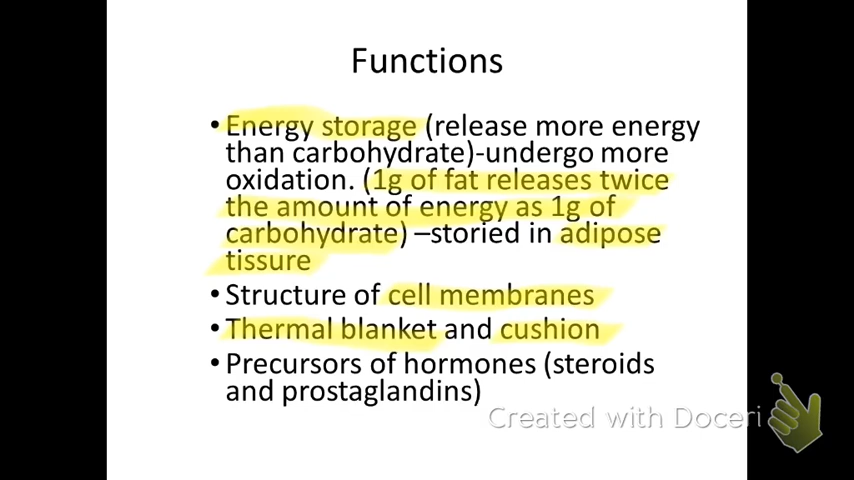 Functions
• Energy storage (release more energy
than carbohydrate)-undergo more
oxidation. (1g of fat releases twice
the amount of energy as 1g of
carbohydrate) –storied in adipose
tissure
• Structure of cell membranes
• Thermal blanket and cushion
• Precursors of hormones (steroids
and prostaglandins)
Created with Doceri